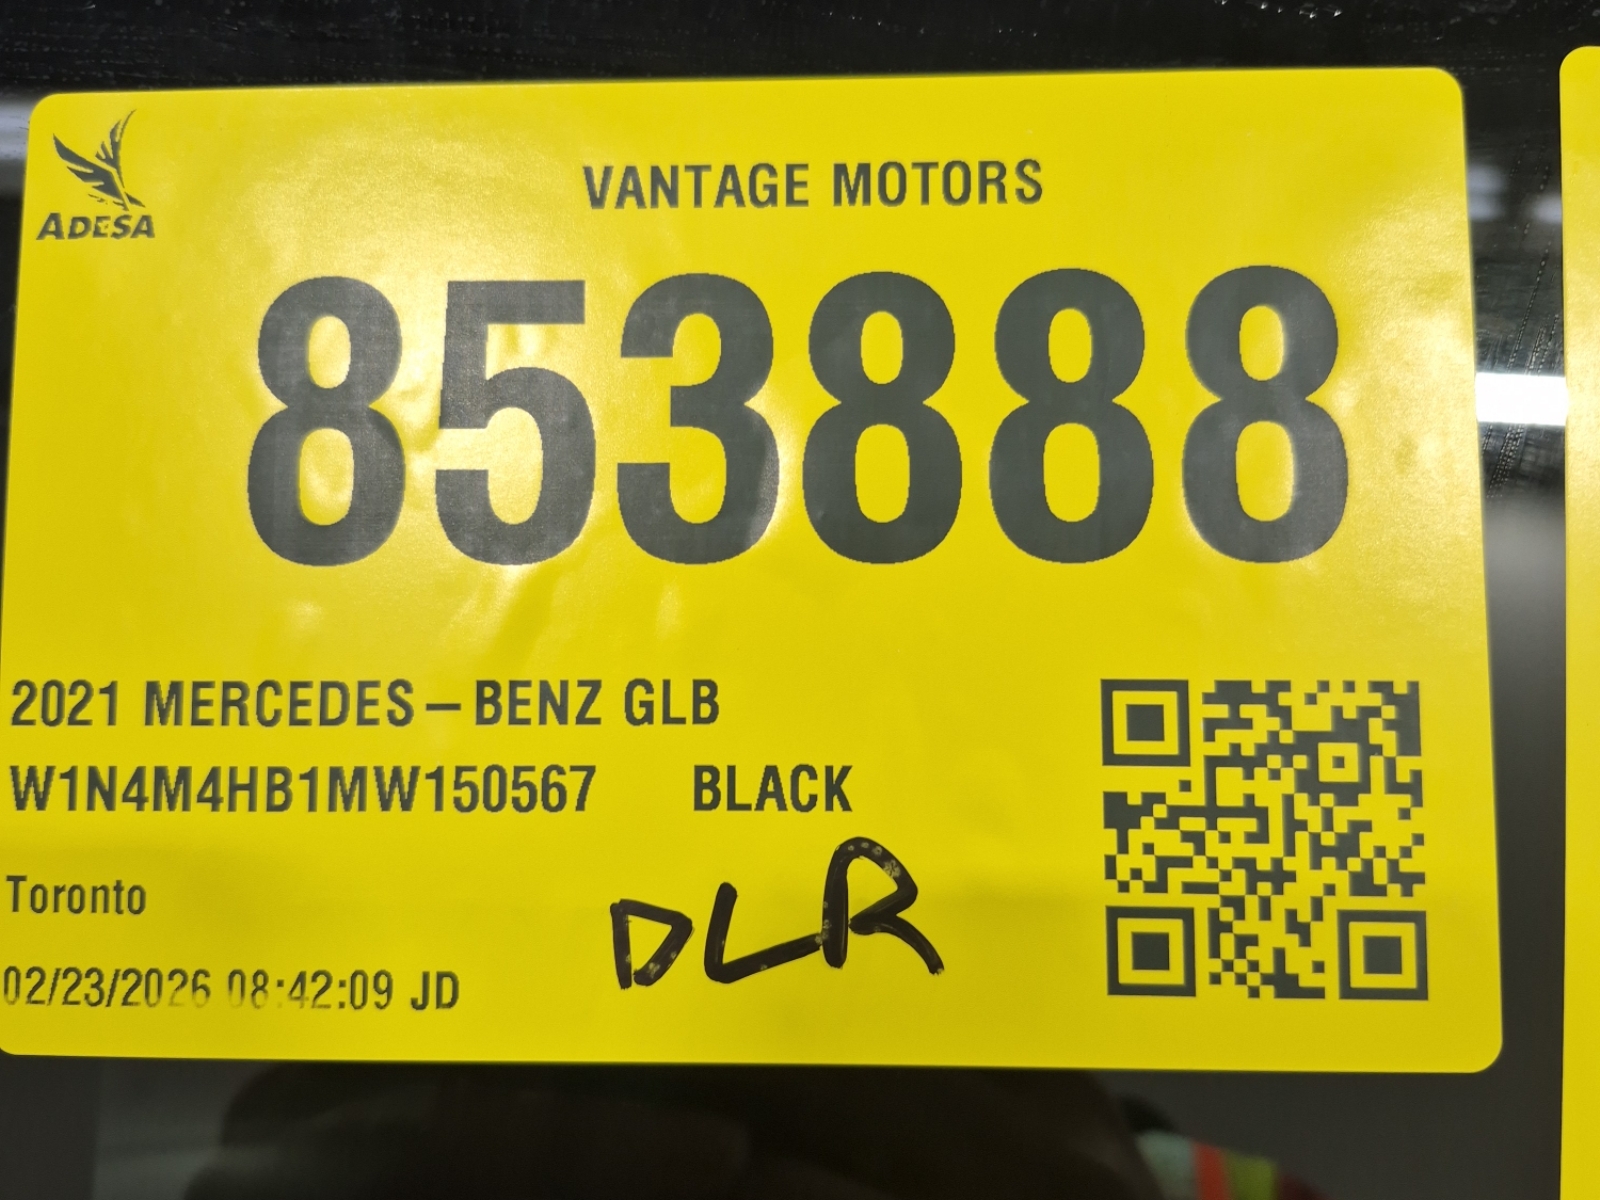 ADESA
VANTAGE MOTORS
853888
2021 MERCEDES-BENZ GLB
W1N4M4HB1MW150567 BLACK
Toronto
DLR
02/23/2026 08:42:09 JD